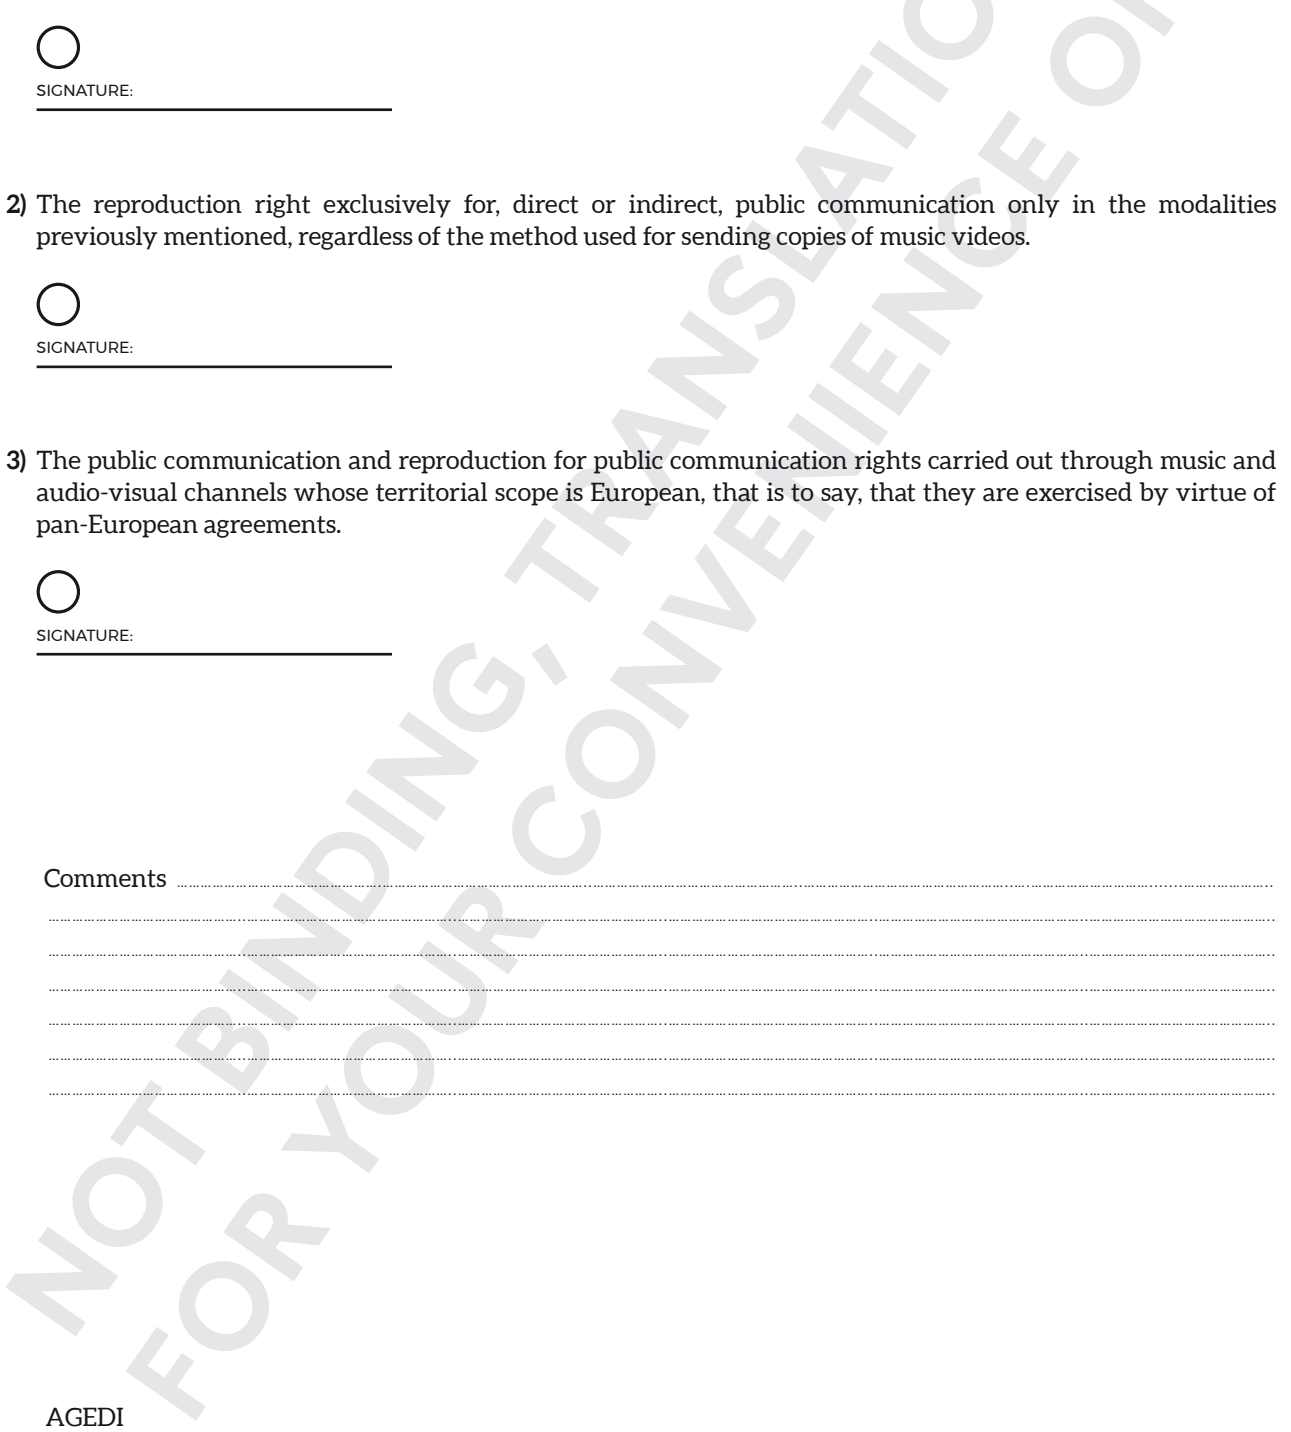 SIGNATURE:
2) The reproduction right exclusively for, direct or indirect, public communication only in the modalities
previously mentioned, regardless of the method used for sending copies of music videos.
SIGNATURE:
3) The public communication and reproduction for public communication rights carried out through music and
audio-visual channels whose territorial scope is European, that is to say, that they are exercised by virtue of
pan-European agreements.
SIGNATURE:
Comments
AGEDI
NOT BINDING, TRANSLATIO
FOR YOUR CONVENIENCE O